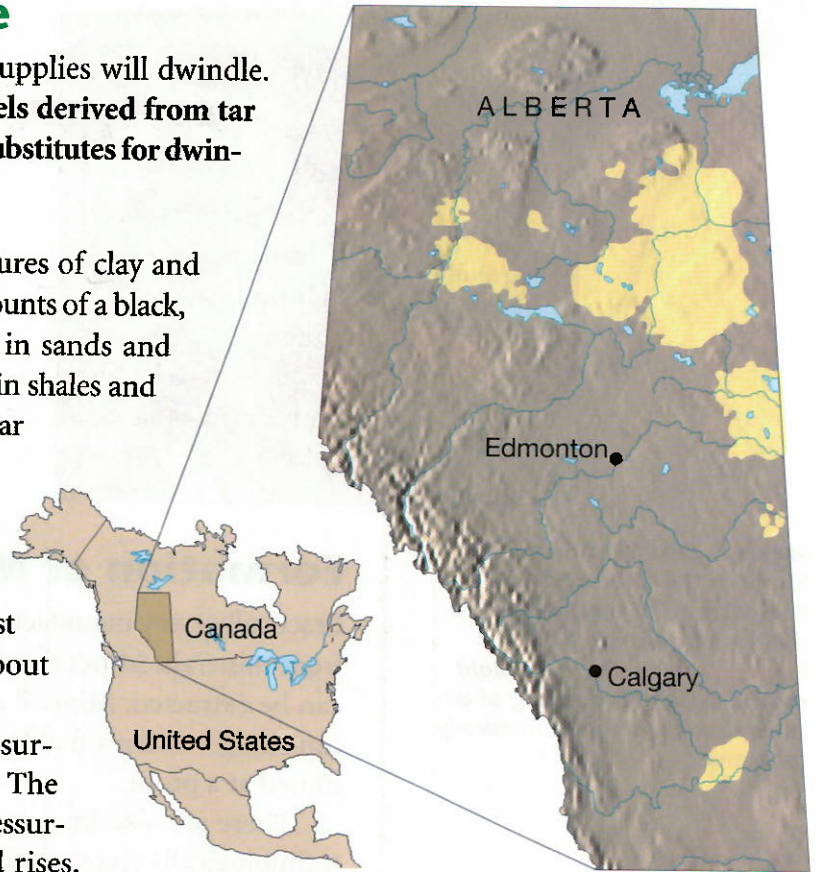 e
upplies will dwindle.
els derived from tar
ubstitutes for dwin-
ures of clay and
ounts of a black,
in sands and
in shales and
ar
st
bout
sur-
The
essur-
rises.
ALBERTA
Edmonton
Calgary
Canada
United States